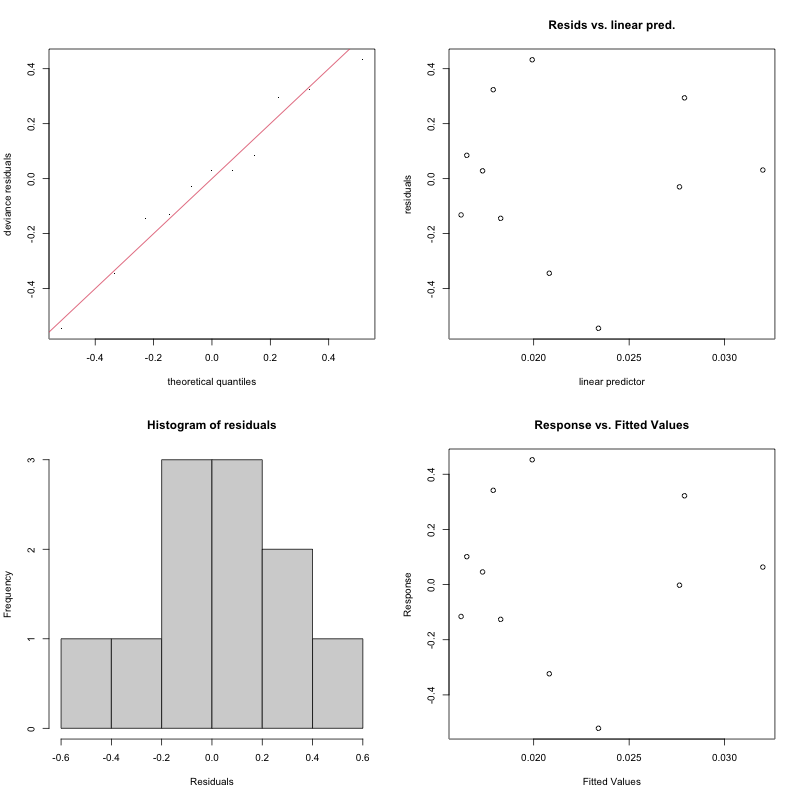 deviance residuals
0.4
0.2
0.0
-0.2
-0.4
-0.4 -0.2 0.0 0.2 0.4
theoretical quantiles
Resids vs. linear pred.
residuals
0.4
0.2
0.0
-0.2
-0.4
0.020 0.025 0.030
linear predictor
Histogram of residuals
Frequency
3
2
1
0
-0.6 -0.4 -0.2 0.0 0.2 0.4 0.6
Residuals
Response vs. Fitted Values
Response
0.4
0.2
0.0
-0.2
-0.4
0.020 0.025 0.030
Fitted Values